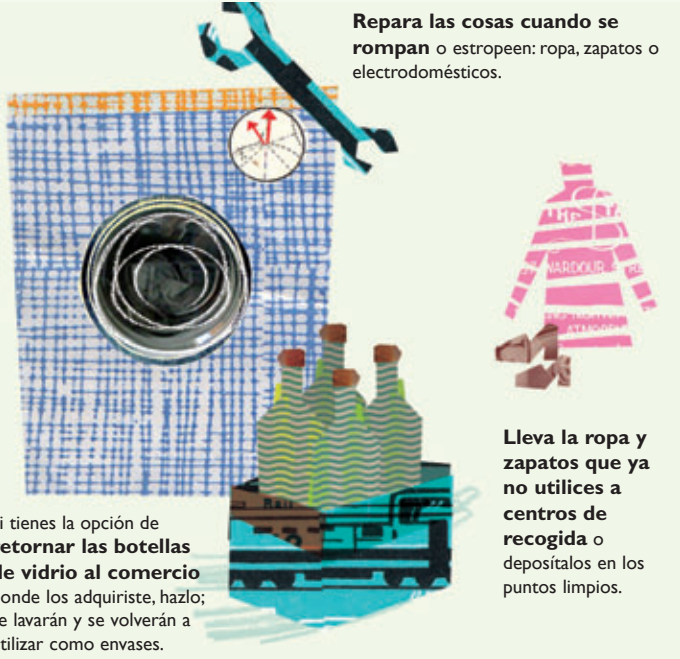 Repara las cosas cuando se
rompan o estropeen: ropa, zapatos o
electrodomésticos.
WARDOUR
Lleva la ropa y
zapatos que ya
no utilices a
centros de
recogida o
deposítalos en los
puntos limpios.
i tienes la opción de
etornar las botellas
e vidrio al comercio
onde los adquiriste, hazlo;
e lavarán y se volverán a
tilizar como envases.